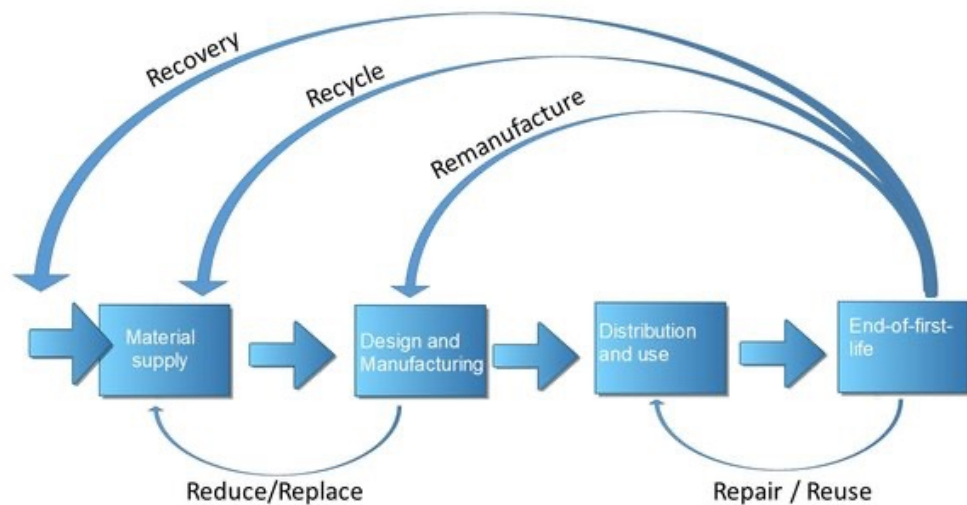 Recovery
Recycle
Remanufacture
Material
supply
Design and
Manufacturing
Distribution
and use
End-of-first-
life
Reduce/Replace
Repair / Reuse